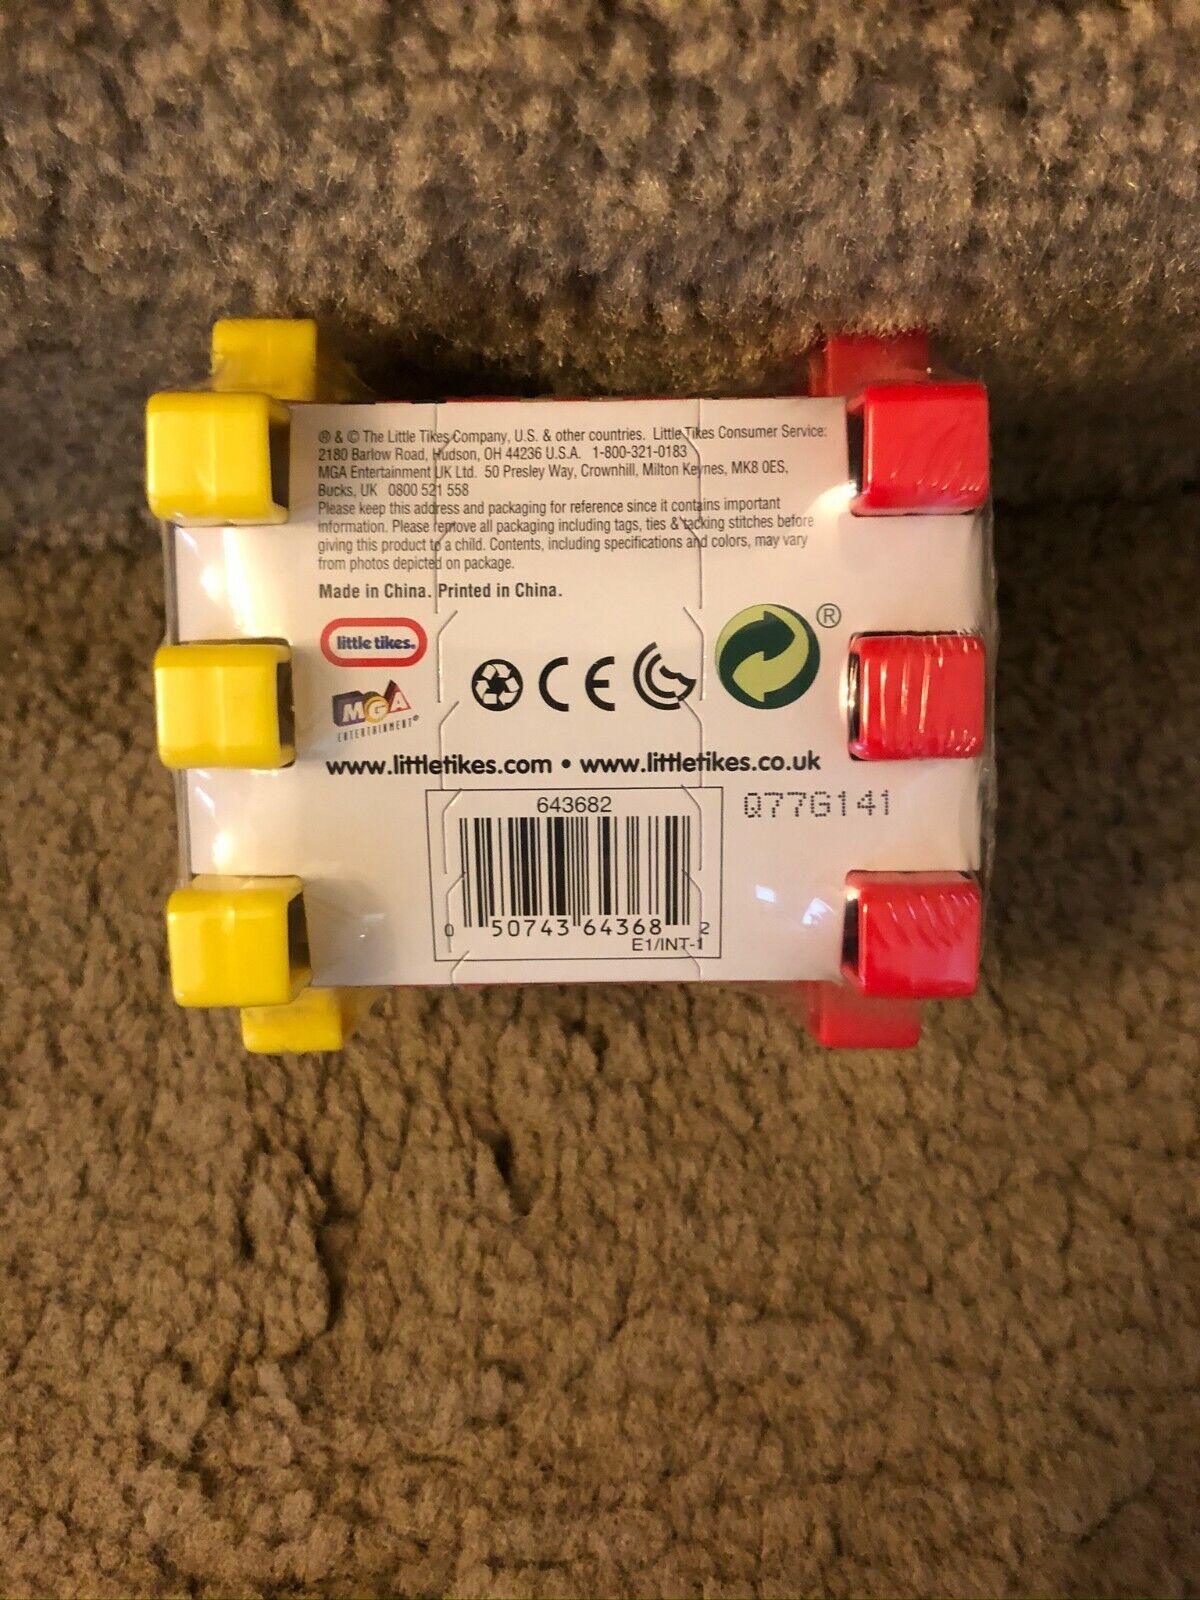 ® & © The Little Tikes Company, U.S. & other countries. Little Tikes Consumer Service:
2180 Barlow Road, Hudson, OH 44236 U.S.A. 1-800-321-0183
MGA Entertainment UK Ltd. 50 Presley Way, Crownhill, Milton Keynes, MK8 0ES,
Bucks, UK 0800 521 558
Please keep this address and packaging for reference since it contains important
information. Please remove all packaging including tags, ties & tacking stitches before
giving this product to a child. Contents, including specifications and colors, may vary
from photos depicted on package.
Made in China. Printed in China.
little tikes®
MGA
ENTERTAINMENT®
CE
®
www.littletikes.com • www.littletikes.co.uk
643682
Q77G141
0 50743 64368 2
E1/INT-1